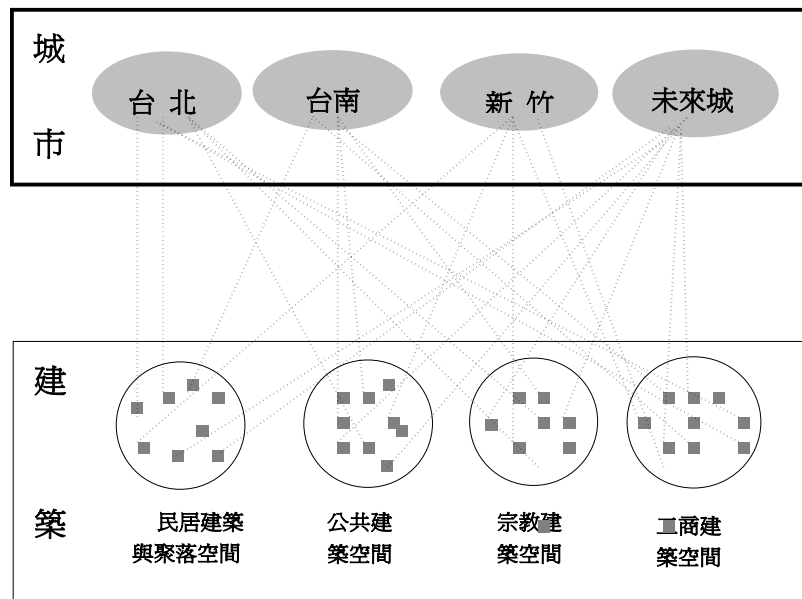 城
市
台 北
台南
新 竹
未來城
建
築
民居建築
與聚落空間
公共建
築空間
宗教建
築空間
工商建
築空間